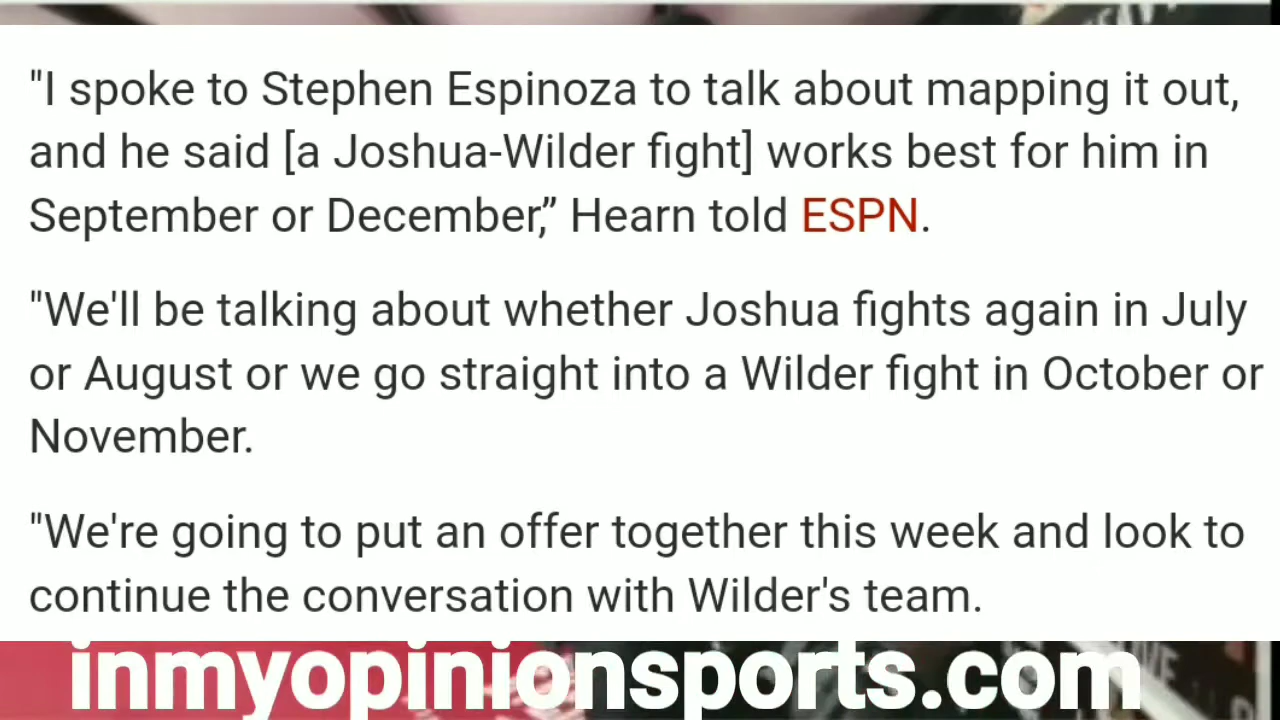 "I spoke to Stephen Espinoza to talk about mapping it out,
and he said [a Joshua-Wilder fight] works best for him in
September or December,” Hearn told ESPN.
"We'll be talking about whether Joshua fights again in July
or August or we go straight into a Wilder fight in October or
November.
"We're going to put an offer together this week and look to
continue the conversation with Wilder's team.
inmyopinionsports.com